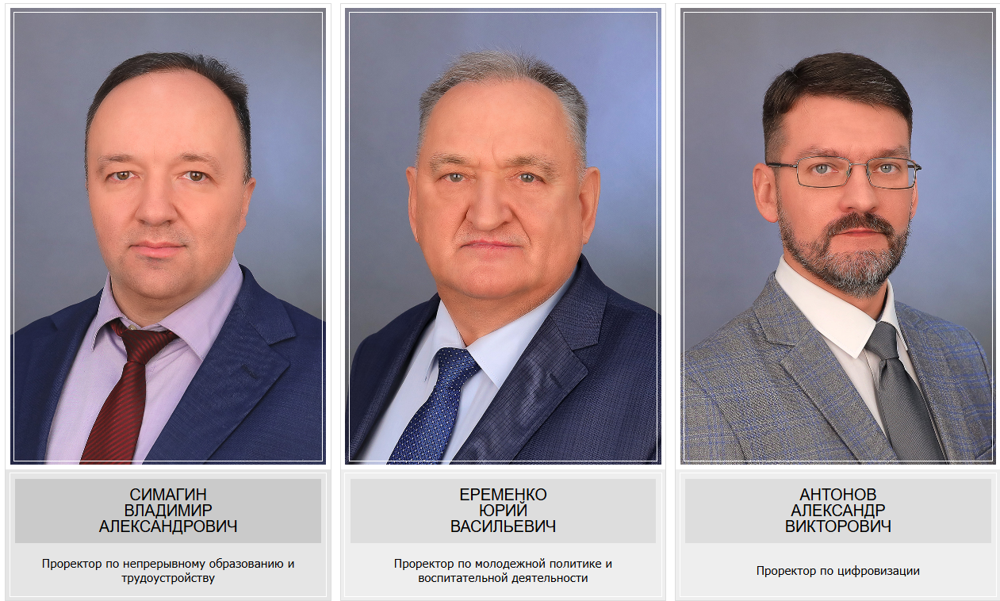 СИМАГИН
ВЛАДИМИР
АЛЕКСАНДРОВИЧ
Проректор по непрерывному образованию и
трудоустройству
ЕРЕМЕНКО
ЮРИЙ
ВАСИЛЬЕВИЧ
Проректор по молодежной политике и
воспитательной деятельности
АНТОНОВ
АЛЕКСАНДР
ВИКТОРОВИЧ
Проректор по цифровизации